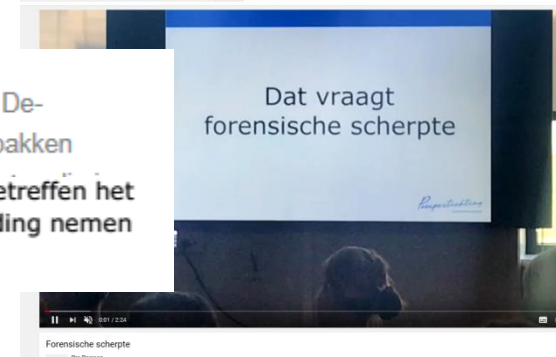 De-
pakken
etreffen het
ding nemen
Dat vraagt
forensische scherpte
0:01 / 2:24
Forensische scherpte